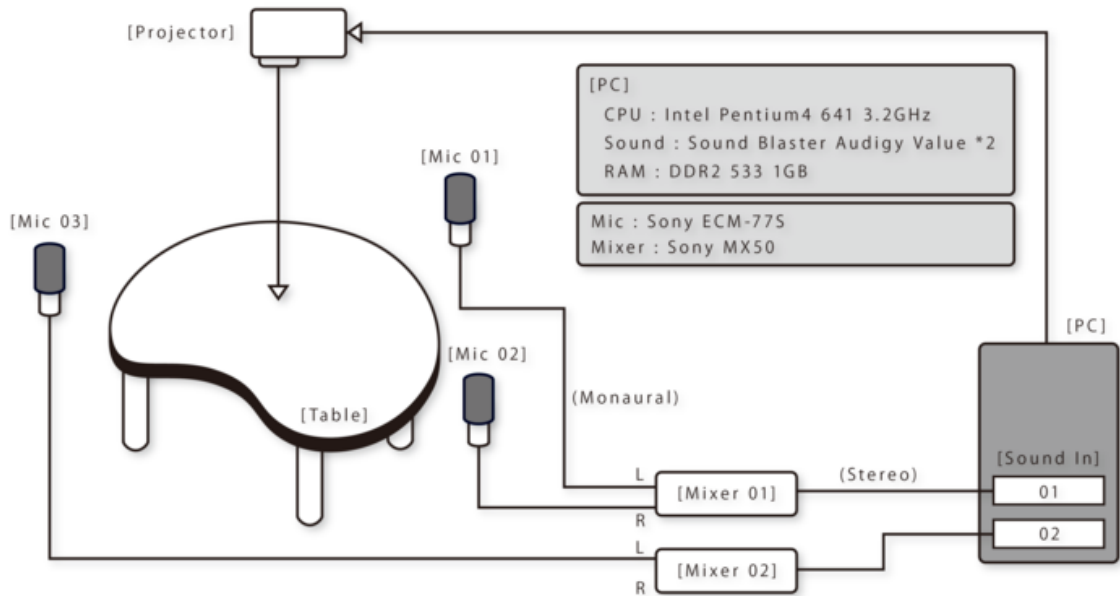 [Projector]
[PC]
CPU : Intel Pentium4 641 3.2GHz
Sound : Sound Blaster Audigy Value *2
RAM : DDR2 533 1GB
[Mic 01]
[Mic 03]
Mic : Sony ECM-77S
Mixer : Sony MX50
[PC]
[Mic 02]
(Monaural)
[Table]
[Sound In]
L
[Mixer 01]
(Stereo)
01
R
02
L
[Mixer 02]
R